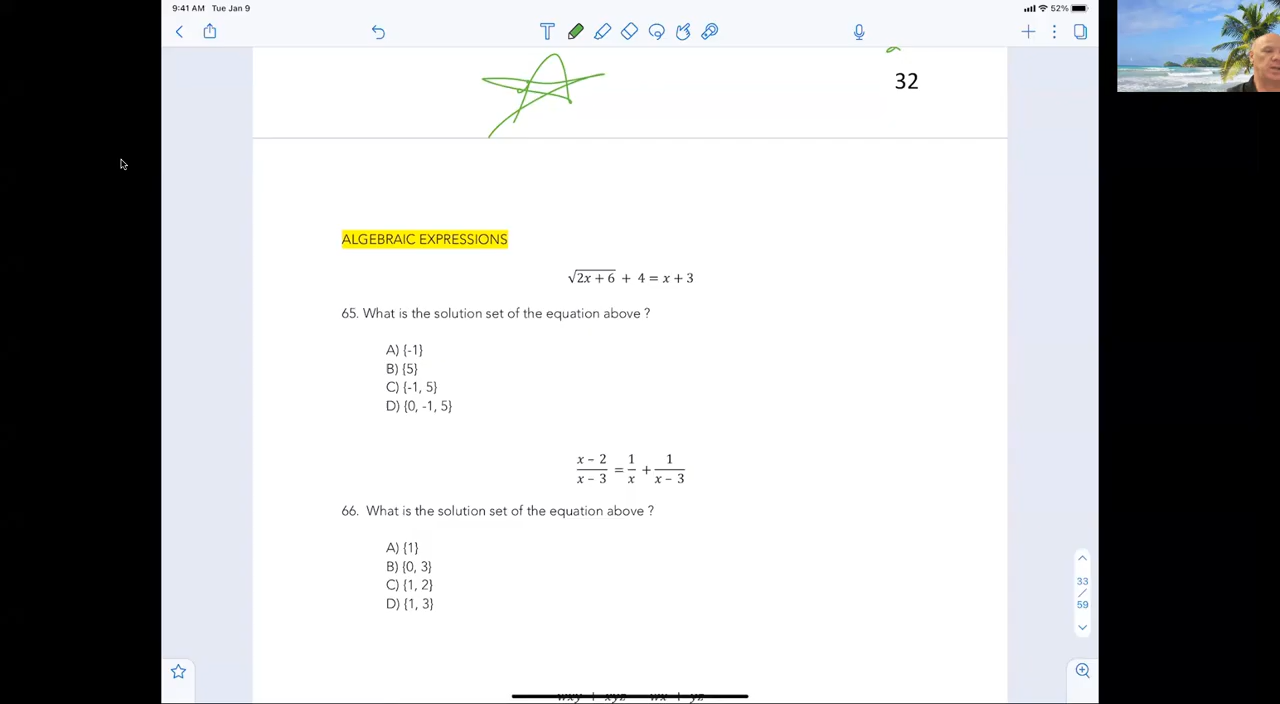 9:41 AM Tue Jan 9
52%
32
ALGEBRAIC EXPRESSIONS
√2x + 6 + 4 = x + 3
65. What is the solution set of the equation above ?
A) {-1}
B) {5}
C) {-1, 5}
D) {0, -1, 5}
x − 2 / x − 3 = 1 / x + 1 / x − 3
66. What is the solution set of the equation above ?
A) {1}
B) {0, 3}
C) {1, 2}
D) {1, 3}
33
/
59